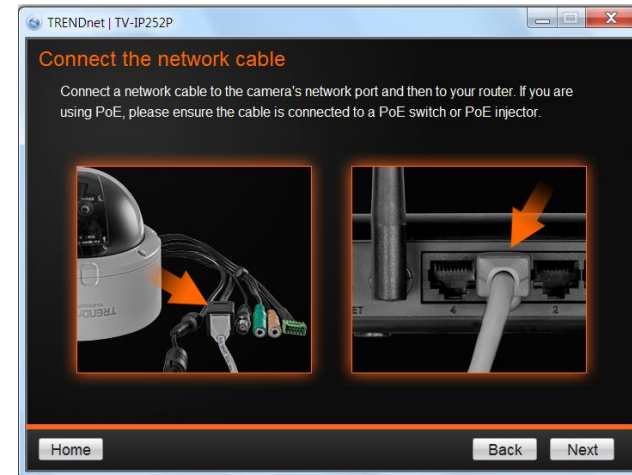 TRENDnet | TV-IP252P
Connect the network cable
Connect a network cable to the camera's network port and then to your router. If you are
using PoE, please ensure the cable is connected to a PoE switch or PoE injector.
TRENDnet
ET
4
2
Home
Back
Next